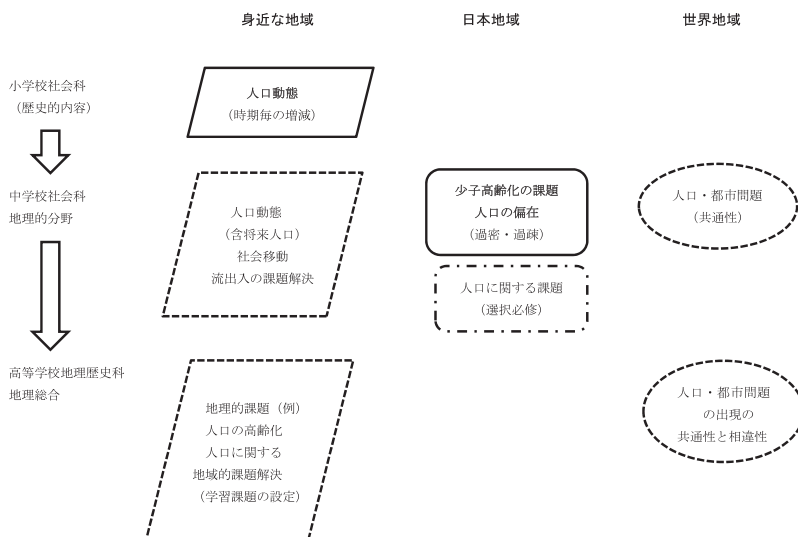 身近な地域
日本地域
世界地域
小学校社会科
（歴史的内容）
人口動態
（時期毎の増減）
中学校社会科
地理的分野
人口動態
（含将来人口）
社会移動
流出入の課題解決
少子高齢化の課題
人口の偏在
（過密・過疎）
人口に関する課題
（選択必修）
人口・都市問題
（共通性）
高等学校地理歴史科
地理総合
地理的課題（例）
人口の高齢化
人口に関する
地域的課題解決
（学習課題の設定）
人口・都市問題
の出現の
共通性と相違性